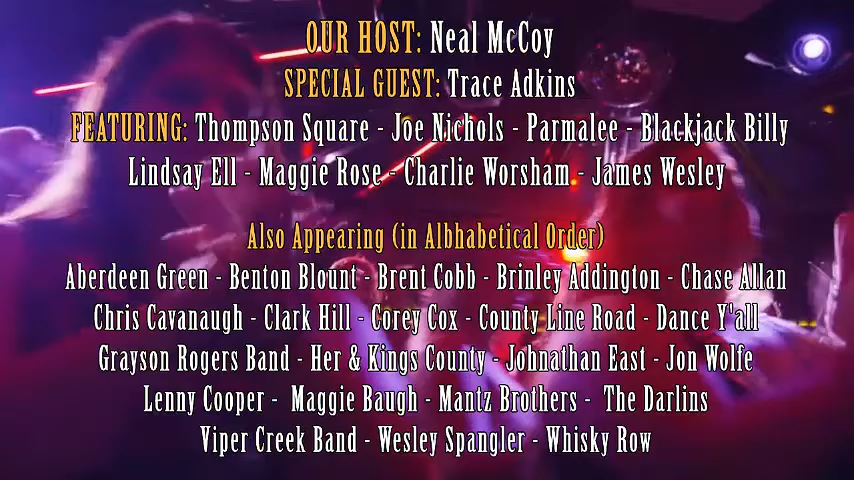 OUR HOST: Neal McCoy
SPECIAL GUEST: Trace Adkins
FEATURING: Thompson Square - Joe Nichols - Parmalee - Blackjack Billy
Lindsay Ell - Maggie Rose - Charlie Worsham - James Wesley
Also Appearing (in Albhabetical Order)
Aberdeen Green - Benton Blount - Brent Cobb - Brinley Addington - Chase Allan
Chris Cavanaugh - Clark Hill - Corey Cox - County Line Road - Dance Y'all
Grayson Rogers Band - Her & Kings County - Johnathan East - Jon Wolfe
Lenny Cooper - Maggie Baugh - Mantz Brothers - The Darlins
Viper Creek Band - Wesley Spangler - Whisky Row